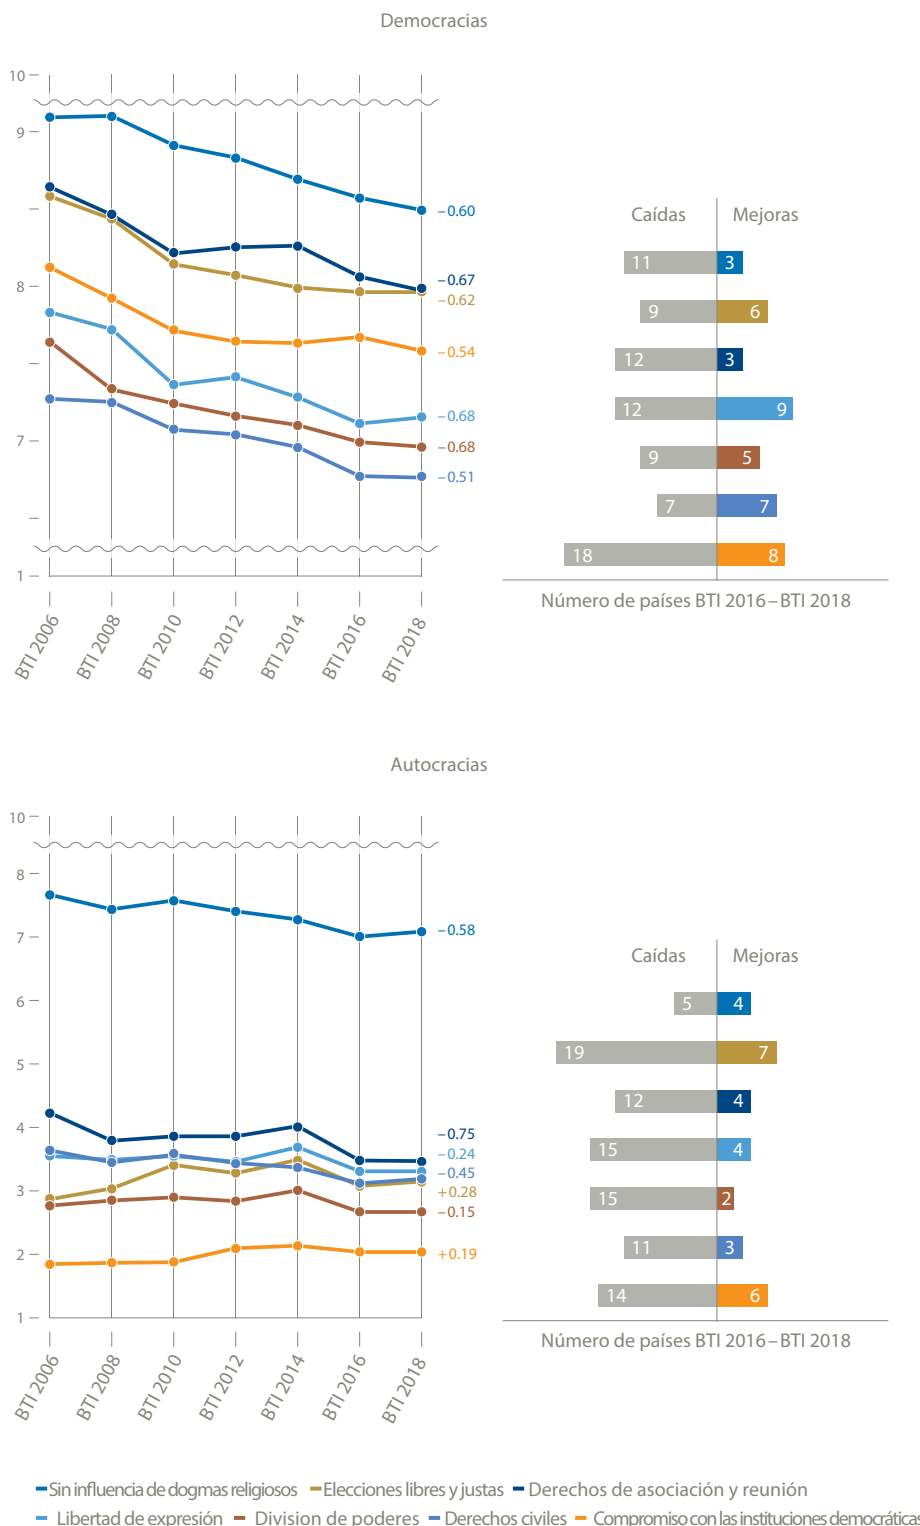 Democracias
10
9
8
7
1
−0.60
−0.67
−0.62
−0.54
−0.68
−0.68
−0.51
BTI 2006
BTI 2008
BTI 2010
BTI 2012
BTI 2014
BTI 2016
BTI 2018
Caídas Mejoras
11 3
9 6
12 3
12 9
9 5
7 7
18 8
Número de países BTI 2016–BTI 2018
Autocracias
10
8
7
6
5
4
3
2
1
−0.58
−0.75
−0.24
−0.45
+0.28
−0.15
+0.19
BTI 2006
BTI 2008
BTI 2010
BTI 2012
BTI 2014
BTI 2016
BTI 2018
Caídas Mejoras
5 4
19 7
12 4
15 4
15 2
11 3
14 6
Número de países BTI 2016–BTI 2018
Sin influencia de dogmas religiosos Elecciones libres y justas Derechos de asociación y reunión
Libertad de expresión Division de poderes Derechos civiles Compromiso con las instituciones democráticas